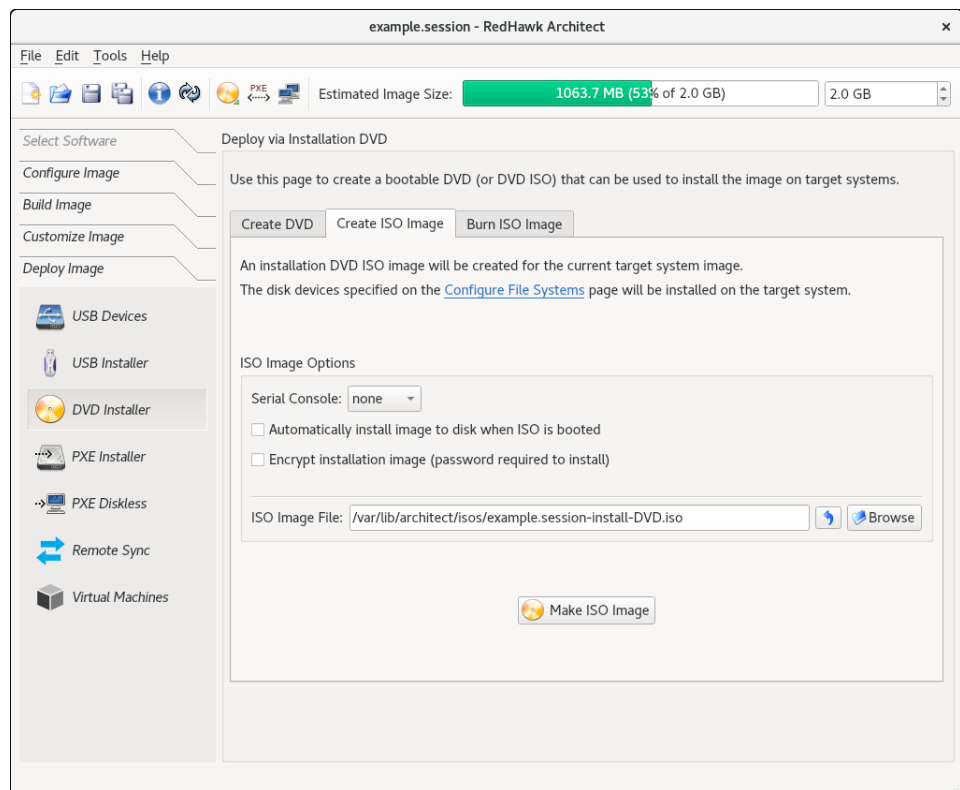 example.session - RedHawk Architect ×
File Edit Tools Help
PXE Estimated Image Size: 1063.7 MB (53% of 2.0 GB) 2.0 GB
Select Software
Configure Image
Build Image
Customize Image
Deploy Image
USB Devices
USB Installer
DVD Installer
PXE Installer
PXE Diskless
Remote Sync
Virtual Machines
Deploy via Installation DVD
Use this page to create a bootable DVD (or DVD ISO) that can be used to install the image on target systems.
Create DVD Create ISO Image Burn ISO Image
An installation DVD ISO image will be created for the current target system image.
The disk devices specified on the Configure File Systems page will be installed on the target system.
ISO Image Options
Serial Console: none
Automatically install image to disk when ISO is booted
Encrypt installation image (password required to install)
ISO Image File: /var/lib/architect/isos/example.session-install-DVD.iso Browse
Make ISO Image